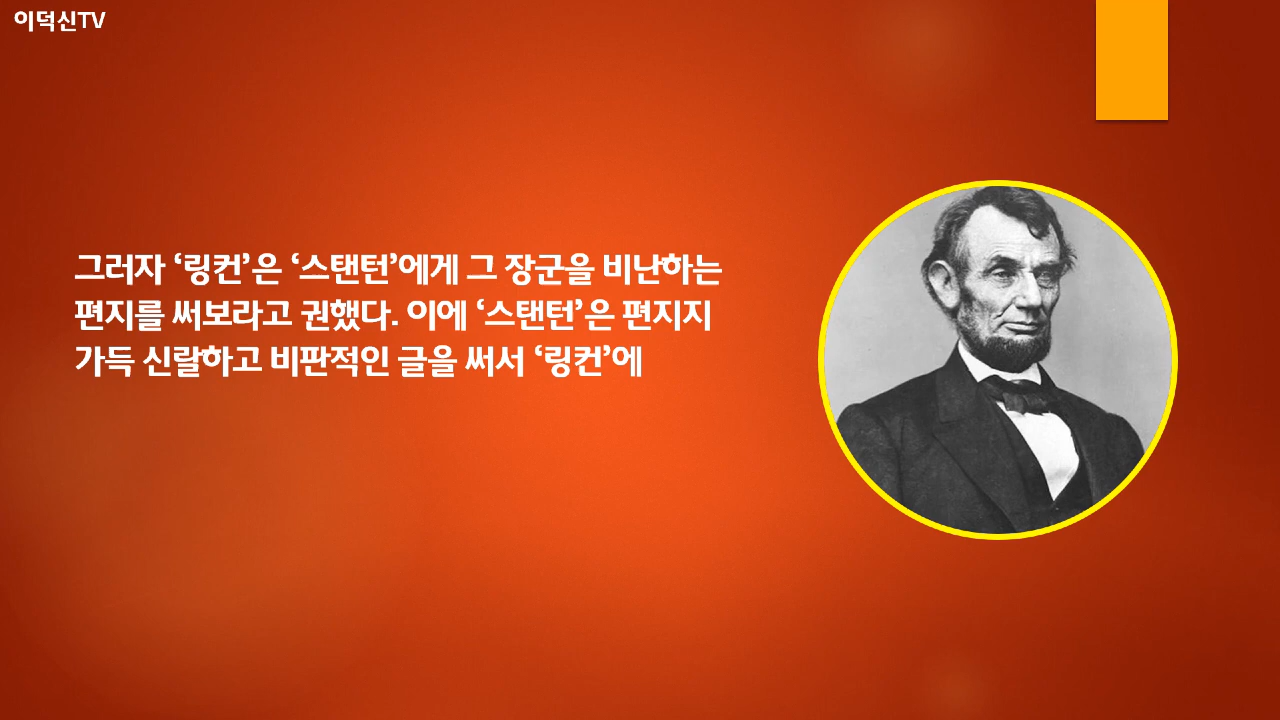 이덕신TV
그러자 ‘링컨’은 ‘스탠턴’에게 그 장군을 비난하는
편지를 써보라고 권했다. 이에 ‘스탠턴’은 편지지
가득 신랄하고 비판적인 글을 써서 ‘링컨’에